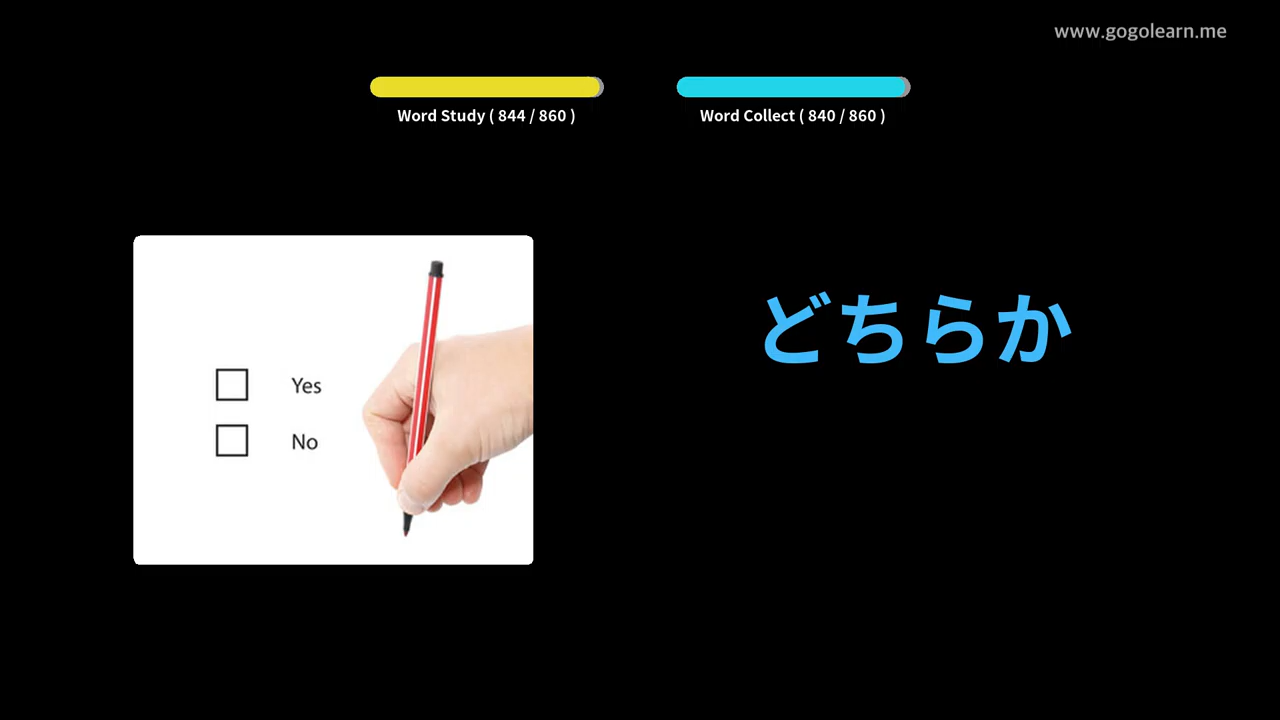 www.gogolearn.me
Word Study ( 844 / 860 )
Word Collect ( 840 / 860 )
どちらか
Yes
No